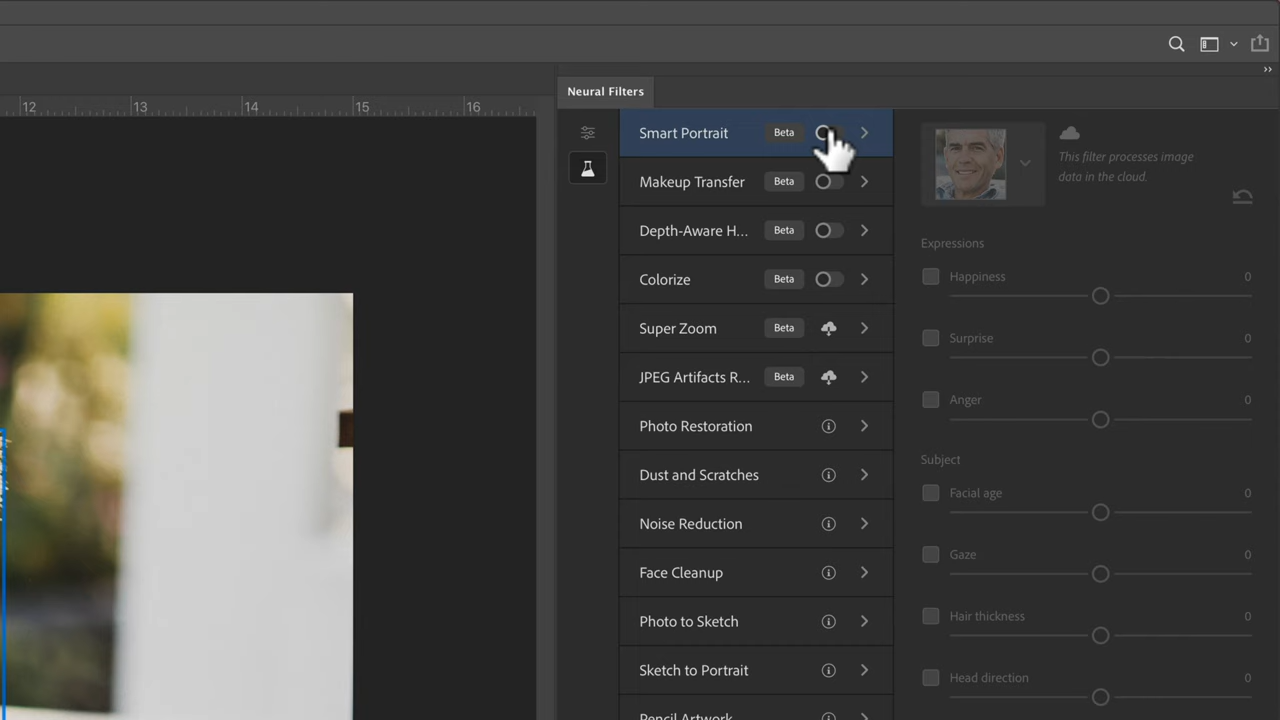 12 13 14 15 16
Neural Filters
Smart Portrait Beta
Makeup Transfer Beta
Depth-Aware H... Beta
Colorize Beta
Super Zoom Beta
JPEG Artifacts R... Beta
Photo Restoration
Dust and Scratches
Noise Reduction
Face Cleanup
Photo to Sketch
Sketch to Portrait
Pencil Artwork
This filter processes image
data in the cloud.
Expressions
Happiness 0
Surprise 0
Anger 0
Subject
Facial age 0
Gaze 0
Hair thickness 0
Head direction 0